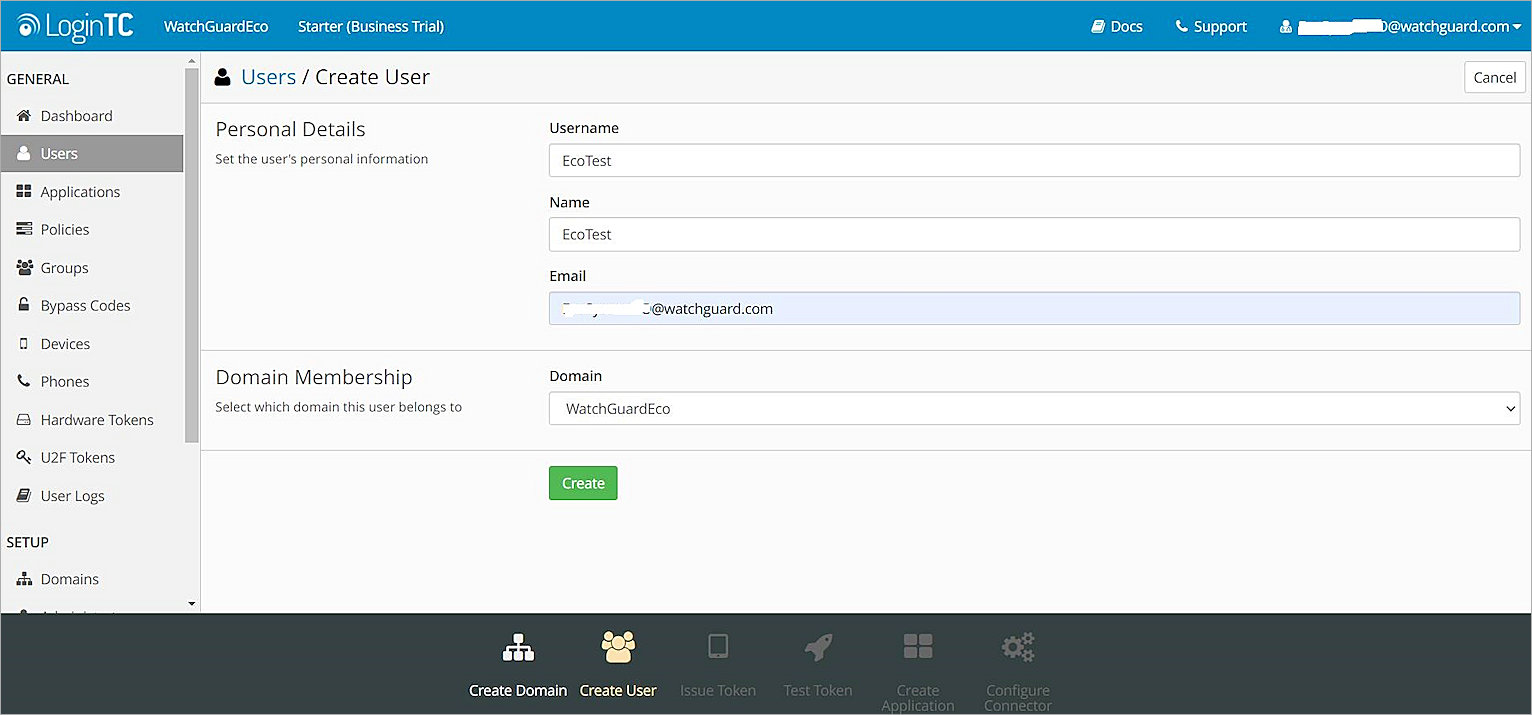 LoginTC WatchGuardEco Starter (Business Trial) Docs Support @watchguard.com
GENERAL
Dashboard
Users
Applications
Policies
Groups
Bypass Codes
Devices
Phones
Hardware Tokens
U2F Tokens
User Logs
SETUP
Domains
Users / Create User
Cancel
Personal Details
Set the user's personal information
Username
EcoTest
Name
EcoTest
Email
@watchguard.com
Domain Membership
Select which domain this user belongs to
Domain
WatchGuardEco
Create
Create Domain
Create User
Issue Token
Test Token
Create
Application
Configure
Connector